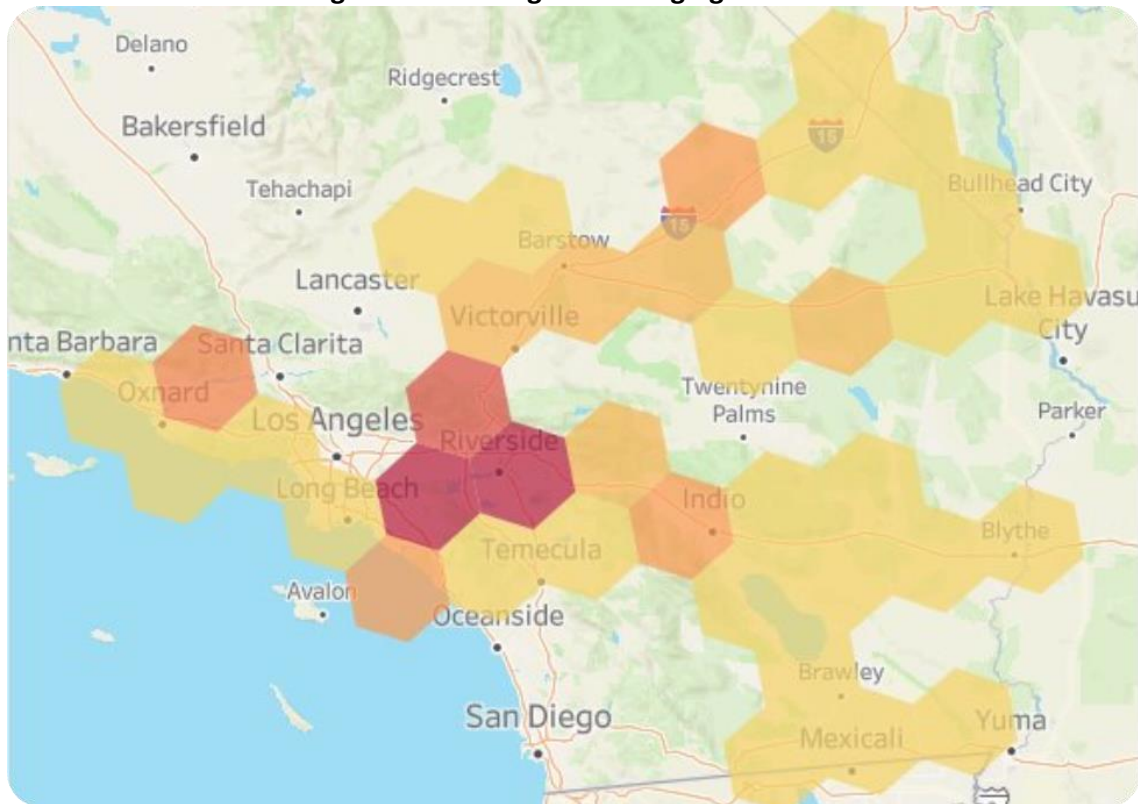 Delano
Ridgecrest
Bakersfield
15
Tehachapi
Bullhead City
15
Barstow
Lancaster
Lake Havasu
City
Victorville
nta Barbara
Santa Clarita
Twentynine
Palms
Oxnard
Los Angeles
Parker
Riverside
Long Beach
Indio
Blythe
Temecula
Avalon
Oceanside
Brawley
San Diego
Yuma
Mexicali